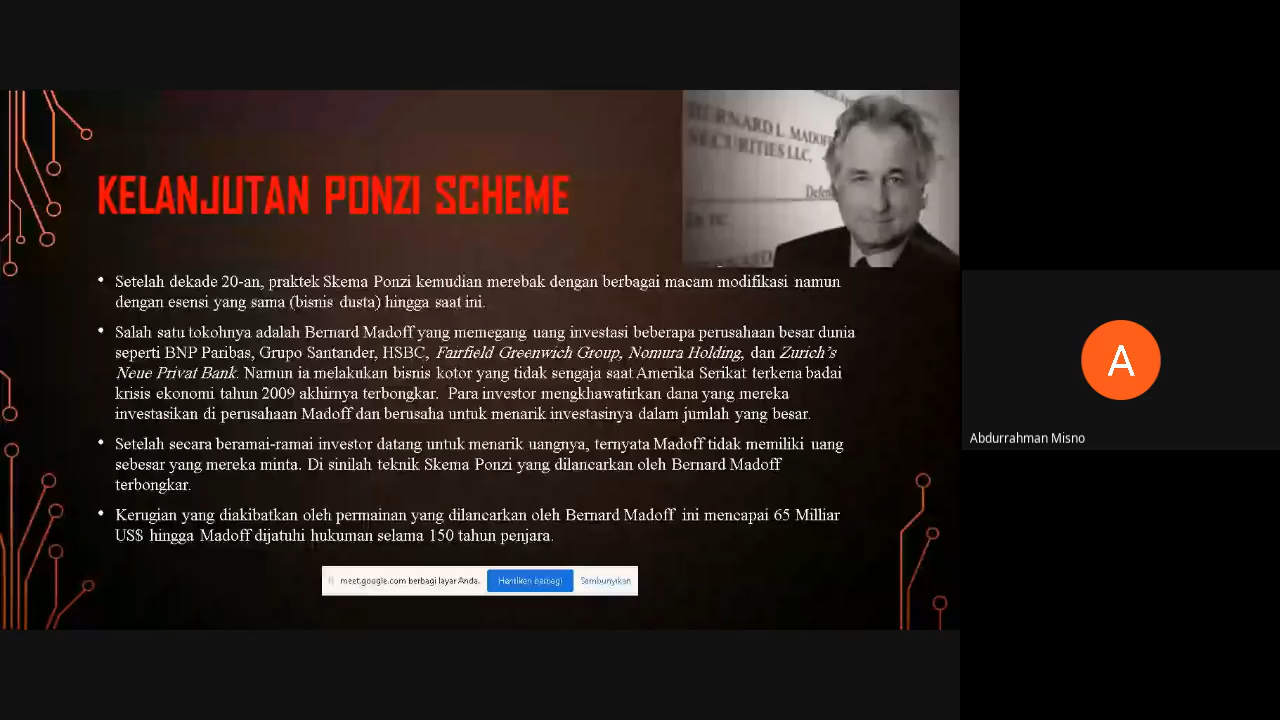 BERNARD L. MADOFF
SECURITIES LLC,
KELANJUTAN PONZI SCHEME
• Setelah dekade 20-an, praktek Skema Ponzi kemudian merebak dengan berbagai macam modifikasi namun
dengan esensi yang sama (bisnis dusta) hingga saat ini.
• Salah satu tokohnya adalah Bernard Madoff yang memegang uang investasi beberapa perusahaan besar dunia
seperti BNP Paribas, Grupo Santander, HSBC, Fairfield Greenwich Group, Nomura Holding, dan Zurich's
Neue Privat Bank. Namun ia melakukan bisnis kotor yang tidak sengaja saat Amerika Serikat terkena badai
krisis ekonomi tahun 2009 akhirnya terbongkar. Para investor mengkhawatirkan dana yang mereka
investasikan di perusahaan Madoff dan berusaha untuk menarik investasinya dalam jumlah yang besar.
• Setelah secara beramai-ramai investor datang untuk menarik uangnya, ternyata Madoff tidak memiliki uang
sebesar yang mereka minta. Di sinilah teknik Skema Ponzi yang dilancarkan oleh Bernard Madoff
terbongkar.
• Kerugian yang diakibatkan oleh permainan yang dilancarkan oleh Bernard Madoff ini mencapai 65 Milliar
US$ hingga Madoff dijatuhi hukuman selama 150 tahun penjara.
meet.google.com berbagi layar Anda. Hentikan berbagi Sembunyikan
A
Abdurrahman Misno